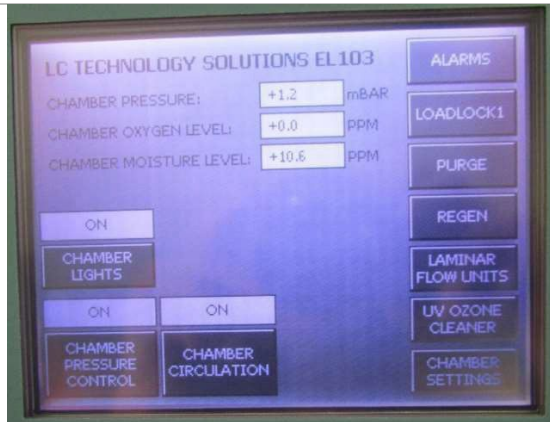 LC TECHNOLOGY SOLUTIONS EL103
CHAMBER PRESSURE: +1.2 mBAR
CHAMBER OXYGEN LEVEL: +0.0 PPM
CHAMBER MOISTURE LEVEL: +10.6 PPM
ON
CHAMBER
LIGHTS
ON
CHAMBER
PRESSURE
CONTROL
ON
CHAMBER
CIRCULATION
ALARMS
LOADLOCK1
PURGE
REGEN
LAMINAR
FLOW UNITS
UV OZONE
CLEANER
CHAMBER
SETTINGS